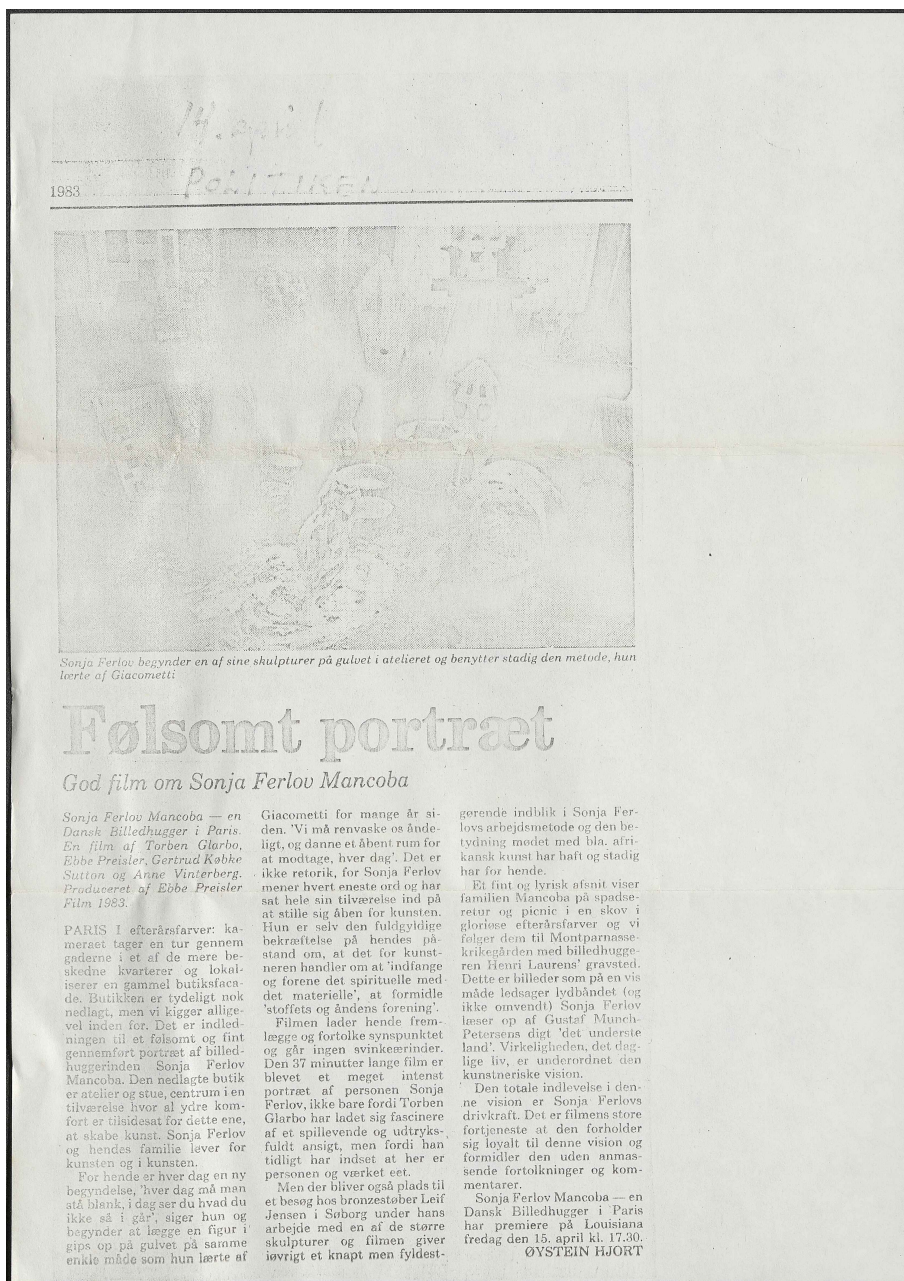 14. april
1983
POLITIKEN
Sonja Ferlov begynder en af sine skulpturer på gulvet i atelieret og benytter stadig den metode, hun
lærte af Giacometti
Følsomt portræt
God film om Sonja Ferlov Mancoba
Sonja Ferlov Mancoba — en
Dansk Billedhugger i Paris.
En film af Torben Glarbo,
Ebbe Preisler, Gertrud Købke
Sutton og Anne Vinterberg.
Produceret af Ebbe Preisler
Film 1983.
PARIS I efterårsfarver: ka-
meraet tager en tur gennem
gaderne i et af de mere be-
skedne kvarterer og lokal-
iserer en gammel butiksfaca-
de. Butikken er tydeligt nok
nedlagt, men vi kigger allige-
vel inden for. Det er indled-
ningen til et følsomt og fint
gennemført portræt af billed-
huggerinden Sonja Ferlov
Mancoba. Den nedlagte butik
er atelier og stue, centrum i en
tilværelse hvor al ydre kom-
fort er tilsidesat for dette ene,
at skabe kunst. Sonja Ferlov
og hendes familie lever for
kunsten og i kunsten.
For hende er hver dag en ny
begyndelse, 'hver dag må man
stå blank, i dag ser du hvad du
ikke så i går', siger hun og
begynder at lægge en figur i
gips op på gulvet på samme
enkle måde som hun lærte af
Giacometti for mange år si-
den. 'Vi må renvaske os ånde-
ligt, og danne et åbent rum for
at modtage, hver dag'. Det er
ikke retorik, for Sonja Ferlov
mener hvert eneste ord og har
sat hele sin tilværelse ind på
at stille sig åben for kunsten.
Hun er selv den fuldgyldige
bekræftelse på hendes på-
stand om, at det for kunst-
neren handler om at 'indfange
og forene det spirituelle med
det materielle', at formidle
'stoffets og åndens forening'.
Filmen lader hende frem-
lægge og fortolke synspunktet
og går ingen svinkeærinder.
Den 37 minutter lange film er
blevet et meget intenst
portræt af personen Sonja
Ferlov, ikke bare fordi Torben
Glarbo har ladet sig fascinere
af et spillevende og udtryks-
fuldt ansigt, men fordi han
tidligt har indset at her er
personen og værket eet.
Men der bliver også plads til
et besøg hos bronzestøber Leif
Jensen i Søborg under hans
arbejde med en af de større
skulpturer og filmen giver
iøvrigt et knapt men fyldest-
gørende indblik i Sonja Fer-
lovs arbejdsmetode og den be-
tydning mødet med bla. afri-
kansk kunst har haft og stadig
har for hende.
Et fint og lyrisk afsnit viser
familien Mancoba på spadse-
retur og picnic i en skov i
gloriøse efterårsfarver og vi
følger dem til Montparnasse-
krikegården med billedhugge-
ren Henri Laurens' gravsted.
Dette er billeder som på en vis
måde ledsager lydbåndet (og
ikke omvendt) Sonja Ferlov
læser op af Gustaf Munch-
Petersens digt 'det underste
land'. Virkeligheden, det dag-
lige liv, er underordnet den
kunstneriske vision.
Den totale indlevelse i den-
ne vision er Sonja Ferlovs
drivkraft. Det er filmens store
fortjeneste at den forholder
sig loyalt til denne vision og
formidler den uden anmas-
sende fortolkninger og kom-
mentarer.
Sonja Ferlov Mancoba — en
Dansk Billedhugger i Paris
har premiere på Louisiana
fredag den 15. april kl. 17.30.
ØYSTEIN HJORT